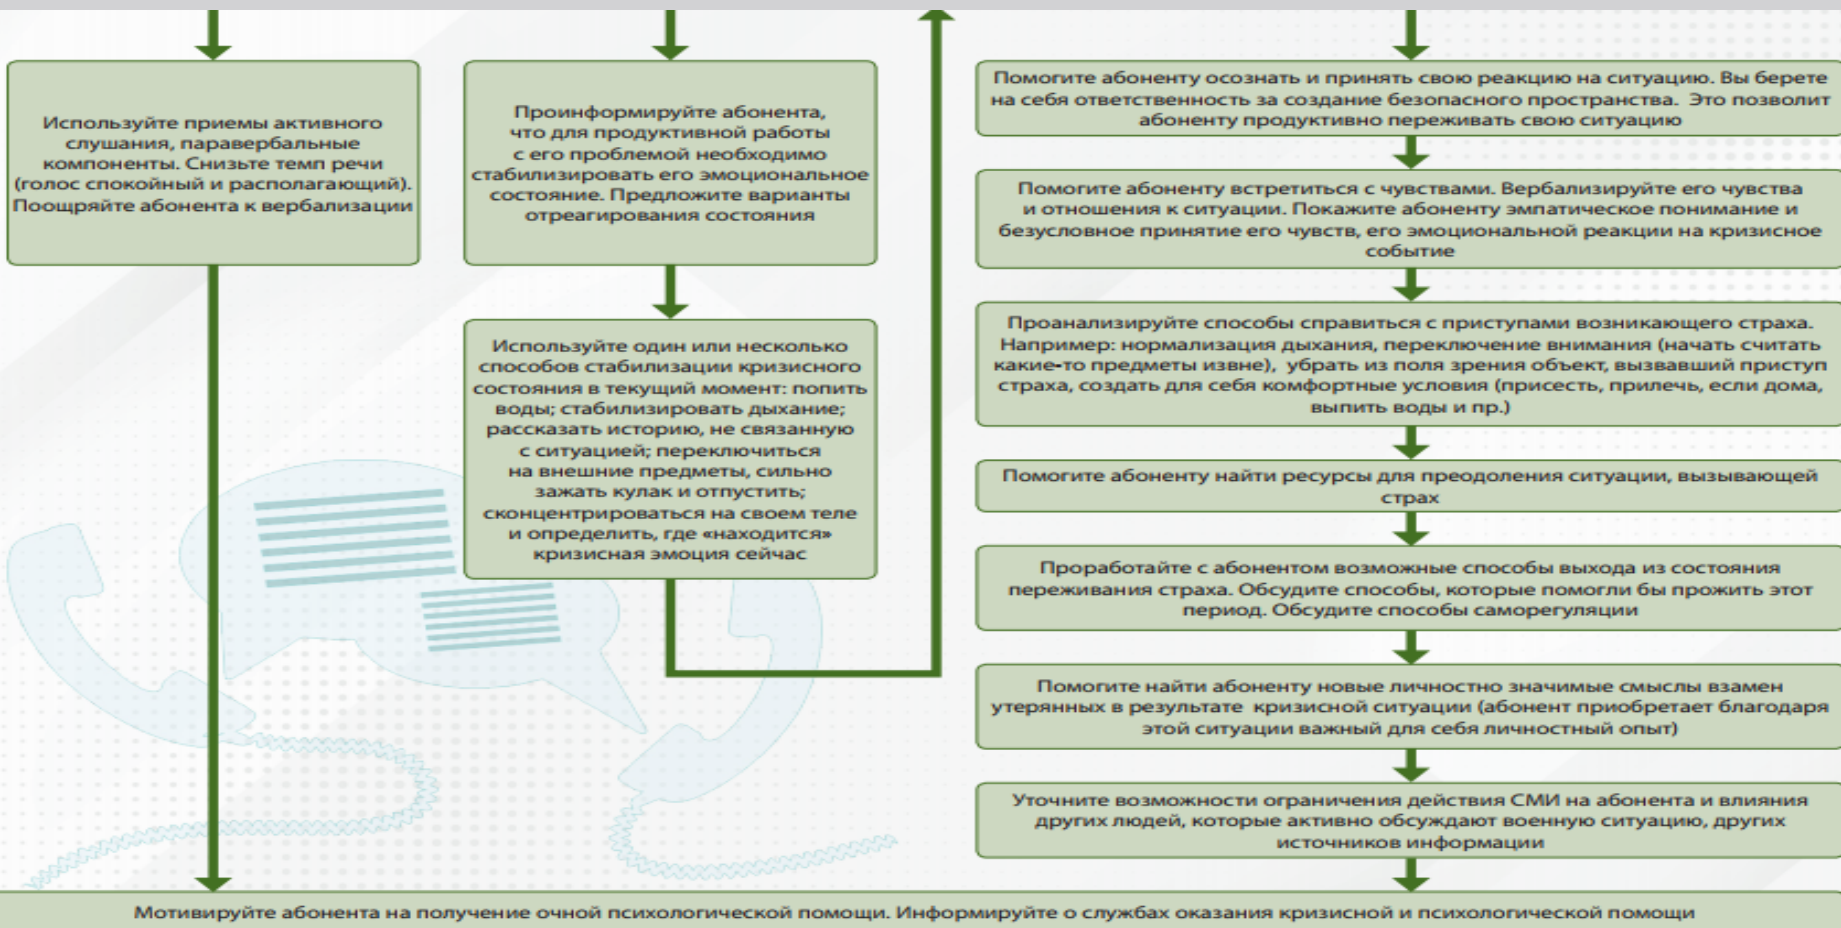 Используйте приемы активного
слушания, паравербальные
компоненты. Снизьте темп речи
(голос спокойный и располагающий).
Поощряйте абонента к вербализации
Проинформируйте абонента,
что для продуктивной работы
с его проблемой необходимо
стабилизировать его эмоциональное
состояние. Предложите варианты
отреагирования состояния
Используйте один или несколько
способов стабилизации кризисного
состояния в текущий момент: попить
воды; стабилизировать дыхание;
рассказать историю, не связанную
с ситуацией; переключиться
на внешние предметы, сильно
зажать кулак и отпустить;
сконцентрироваться на своем теле
и определить, где «находится»
кризисная эмоция сейчас
Помогите абоненту осознать и принять свою реакцию на ситуацию. Вы берете
на себя ответственность за создание безопасного пространства. Это позволит
абоненту продуктивно переживать свою ситуацию
Помогите абоненту встретиться с чувствами. Вербализируйте его чувства
и отношения к ситуации. Покажите абоненту эмпатическое понимание и
безусловное принятие его чувств, его эмоциональной реакции на кризисное
событие
Проанализируйте способы справиться с приступами возникающего страха.
Например: нормализация дыхания, переключение внимания (начать считать
какие-то предметы извне), убрать из поля зрения объект, вызвавший приступ
страха, создать для себя комфортные условия (присесть, прилечь, если дома,
выпить воды и пр.)
Помогите абоненту найти ресурсы для преодоления ситуации, вызывающей
страх
Проработайте с абонентом возможные способы выхода из состояния
переживания страха. Обсудите способы, которые помогли бы прожить этот
период. Обсудите способы саморегуляции
Помогите найти абоненту новые личностно значимые смыслы взамен
утерянных в результате кризисной ситуации (абонент приобретает благодаря
этой ситуации важный для себя личностный опыт)
Уточните возможности ограничения действия СМИ на абонента и влияния
других людей, которые активно обсуждают военную ситуацию, других
источников информации
Мотивируйте абонента на получение очной психологической помощи. Информируйте о службах оказания кризисной и психологической помощи